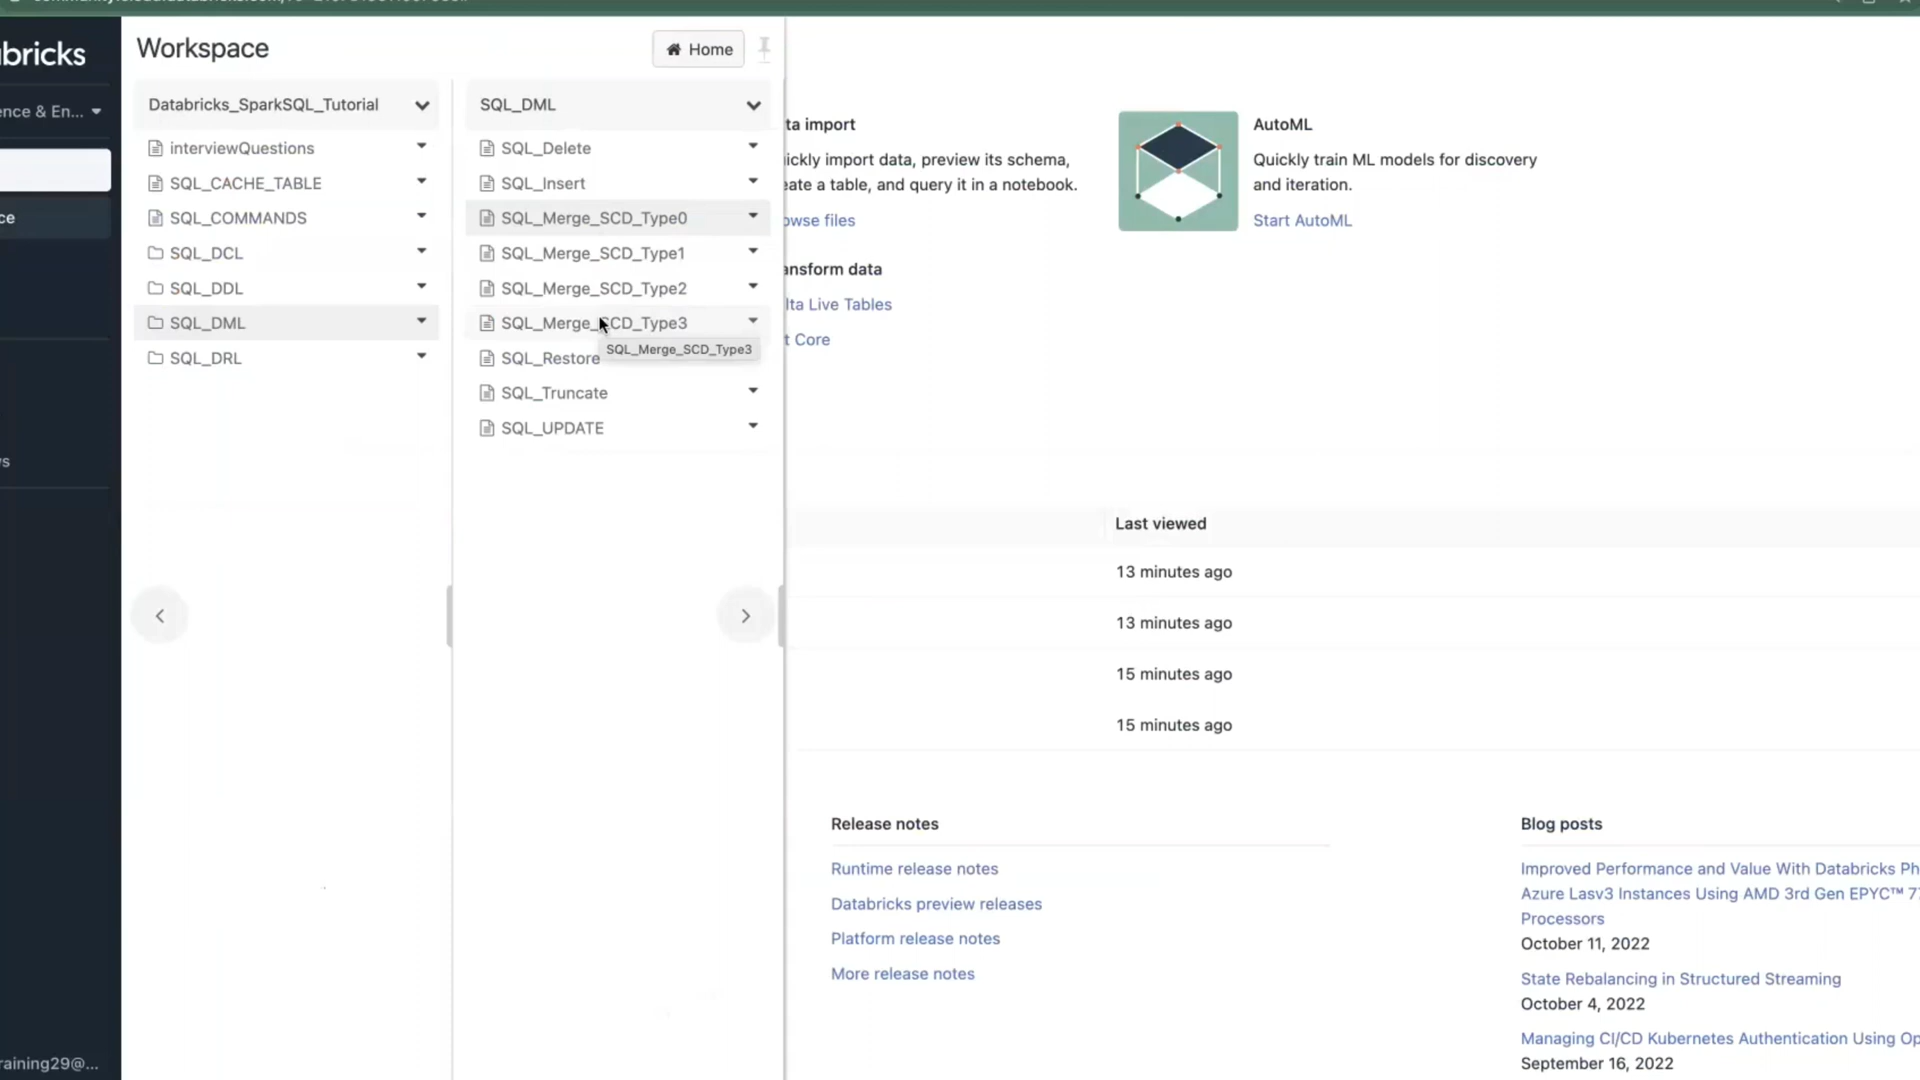 bricks
ence & En...
ce
raining29@...
Workspace
Home
Databricks_SparkSQL_Tutorial
interviewQuestions
SQL_CACHE_TABLE
SQL_COMMANDS
SQL_DCL
SQL_DDL
SQL_DML
SQL_DRL
SQL_DML
SQL_Delete
SQL_Insert
SQL_Merge_SCD_Type0
SQL_Merge_SCD_Type1
SQL_Merge_SCD_Type2
SQL_Merge_SCD_Type3
SQL_Merge_SCD_Type3
SQL_Restore
SQL_Truncate
SQL_UPDATE
ta import
ickly import data, preview its schema,
eate a table, and query it in a notebook.
owse files
ansform data
lta Live Tables
t Core
AutoML
Quickly train ML models for discovery
and iteration.
Start AutoML
Last viewed
13 minutes ago
13 minutes ago
15 minutes ago
15 minutes ago
Release notes
Runtime release notes
Databricks preview releases
Platform release notes
More release notes
Blog posts
Improved Performance and Value With Databricks Ph
Azure Lasv3 Instances Using AMD 3rd Gen EPYC™ 7
Processors
October 11, 2022
State Rebalancing in Structured Streaming
October 4, 2022
Managing CI/CD Kubernetes Authentication Using Op
September 16, 2022